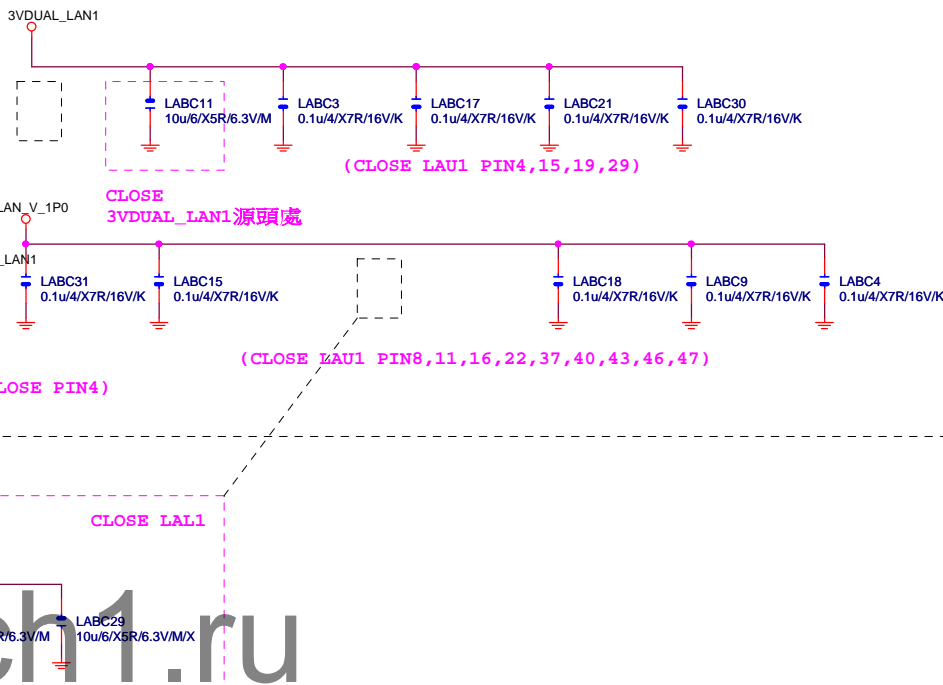 3VDUAL_LAN1
LABC11
10u/6/X5R/6.3V/M
LABC3
0.1u/4/X7R/16V/K
LABC17
0.1u/4/X7R/16V/K
LABC21
0.1u/4/X7R/16V/K
LABC30
0.1u/4/X7R/16V/K
(CLOSE LAU1 PIN4,15,19,29)
CLOSE
3VDUAL_LAN1源頭處
LAN_V_1P0
_LAN1
LABC31
0.1u/4/X7R/16V/K
LABC15
0.1u/4/X7R/16V/K
LABC18
0.1u/4/X7R/16V/K
LABC9
0.1u/4/X7R/16V/K
LABC4
0.1u/4/X7R/16V/K
(CLOSE LAU1 PIN8,11,16,22,37,40,43,46,47)
LOSE PIN4)
CLOSE LAL1
LABC29
10u/6/X5R/6.3V/M/X
R/6.3V/M
ch1.ru